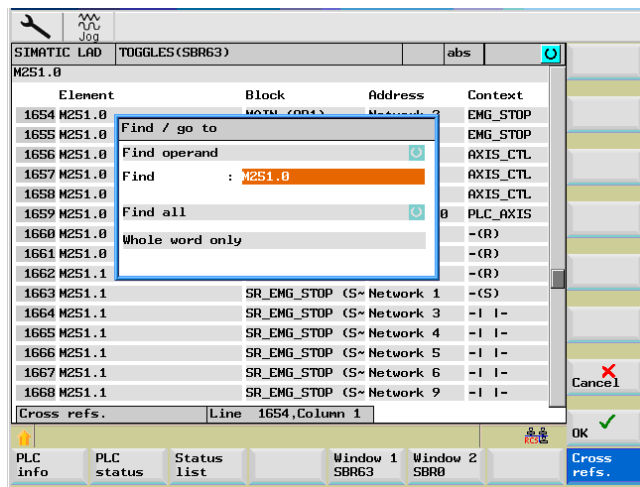 Jog
SIMATIC LAD TOGGLES(SBR63) abs
M251.0
Element Block Address Context
1654 M251.0 MAIN (OB1) Network 2 EMG_STOP
1655 M251.0 EMG_STOP
1656 M251.0 AXIS_CTL
1657 M251.0 AXIS_CTL
1658 M251.0 AXIS_CTL
1659 M251.0 0 PLC_AXIS
1660 M251.0 -(R)
1661 M251.0 -(R)
1662 M251.1 -(R)
1663 M251.1 SR_EMG_STOP (S~ Network 1 -(S)
1664 M251.1 SR_EMG_STOP (S~ Network 3 -| |-
1665 M251.1 SR_EMG_STOP (S~ Network 4 -| |-
1666 M251.1 SR_EMG_STOP (S~ Network 5 -| |-
1667 M251.1 SR_EMG_STOP (S~ Network 6 -| |-
1668 M251.1 SR_EMG_STOP (S~ Network 9 -| |-
Find / go to
Find operand
Find : M251.0
Find all
Whole word only
Cross refs. Line 1654,Column 1
Cancel
OK
RCS
PLC info
PLC status
Status list
Window 1 SBR63
Window 2 SBR0
Cross refs.